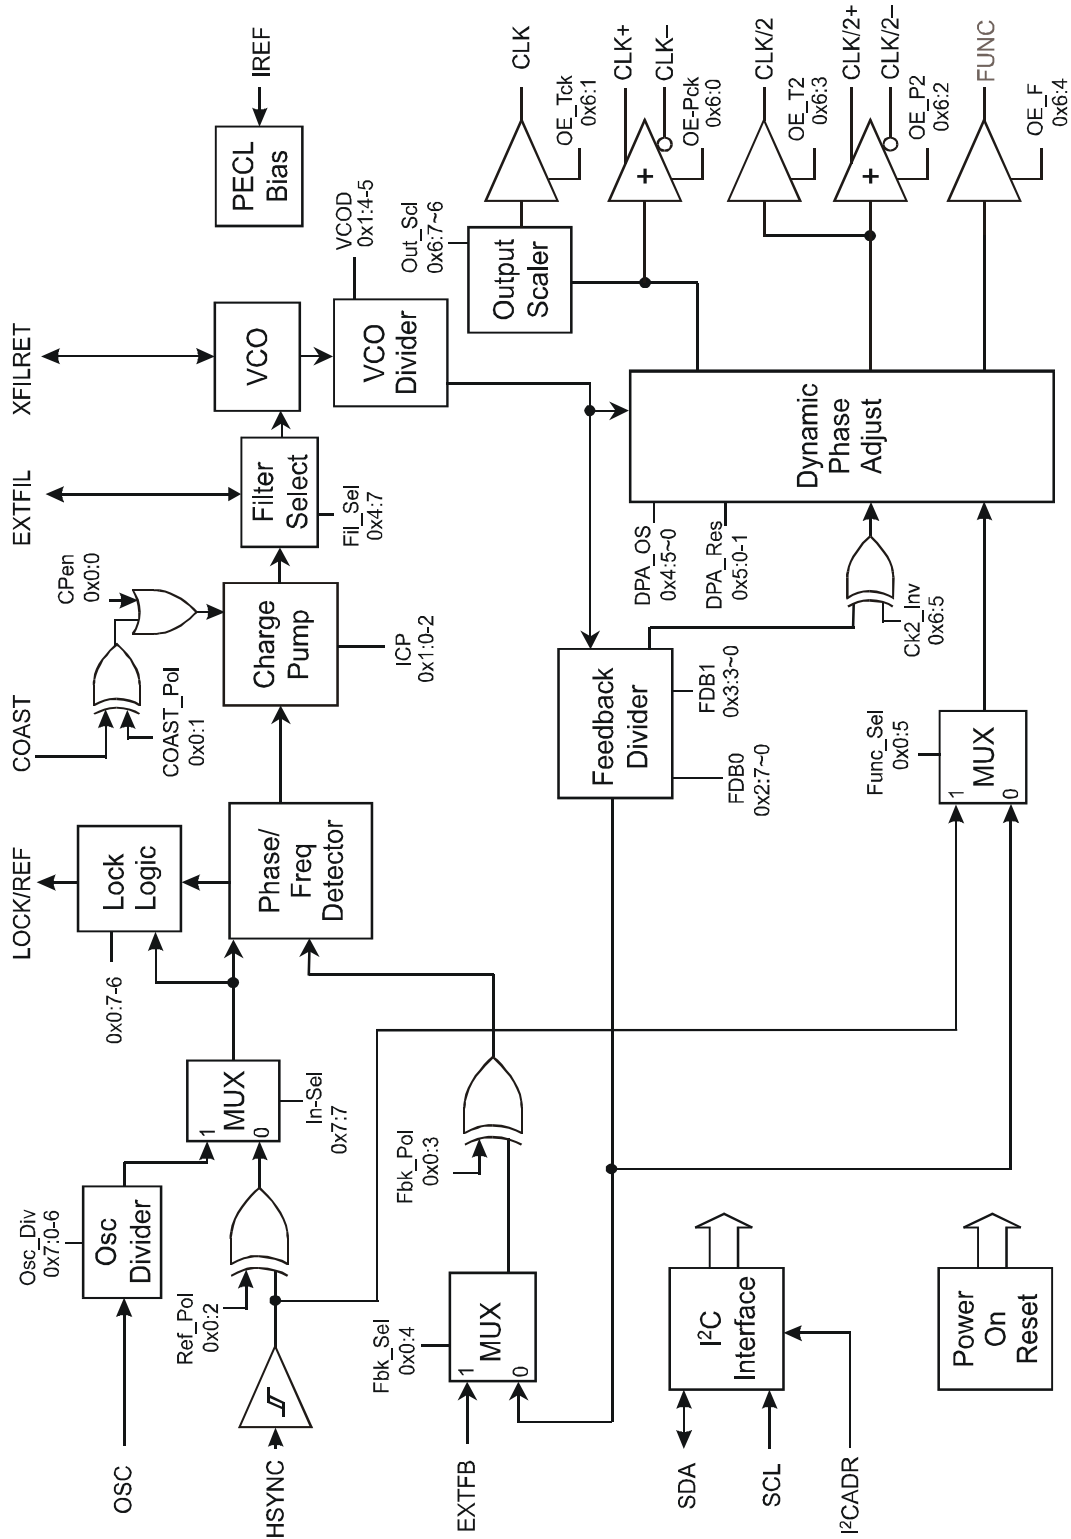 OSC
Osc_Div
0x7:0-6
Osc
Divider
HSYNC
Ref_Pol
0x0:2
1
MUX
0
In-Sel
0x7:7
0x0:7-6
LOCK/REF
Lock
Logic
Phase/
Freq
Detector
COAST
COAST_Pol
0x0:1
CPen
0x0:0
Charge
Pump
ICP
0x1:0-2
EXTFIL
Filter
Select
Fil_Sel
0x4:7
XFILRET
VCO
VCO
Divider
VCOD
0x1:4-5
PECL
Bias
IREF
EXTFB
Fbk_Sel
0x0:4
1
MUX
0
Fbk_Pol
0x0:3
Feedback
Divider
FDB0
0x2:7~0
FDB1
0x3:3~0
DPA_OS
0x4:5~0
DPA_Res
0x5:0-1
Ck2_Inv
0x6:5
Func_Sel
0x0:5
1
MUX
0
Dynamic
Phase
Adjust
Output
Scaler
Out_Scl
0x6:7~6
CLK
OE_Tck
0x6:1
CLK+
CLK–
OE-Pck
0x6:0
CLK/2
OE_T2
0x6:3
CLK/2+
CLK/2–
OE_P2
0x6:2
FUNC
OE_F
0x6:4
+
+
SDA
SCL
I²CADR
I²C
Interface
Power
On
Reset